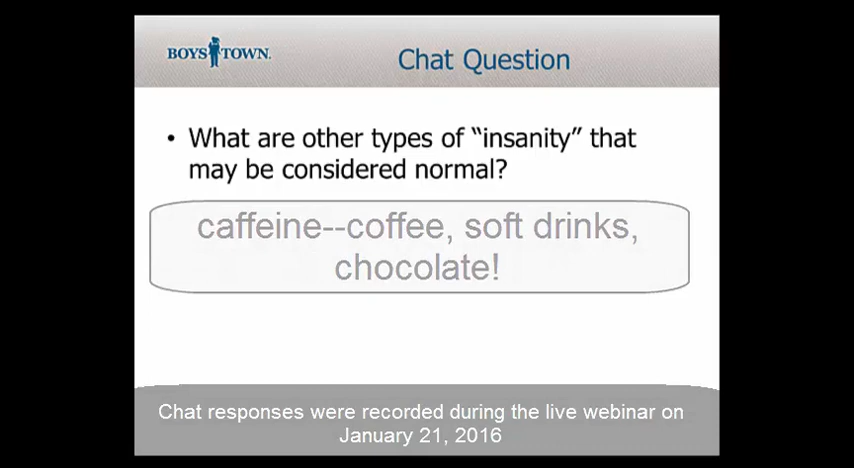 BOYS TOWN.
Chat Question
• What are other types of “insanity” that
may be considered normal?
caffeine--coffee, soft drinks,
chocolate!
Chat responses were recorded during the live webinar on
January 21, 2016